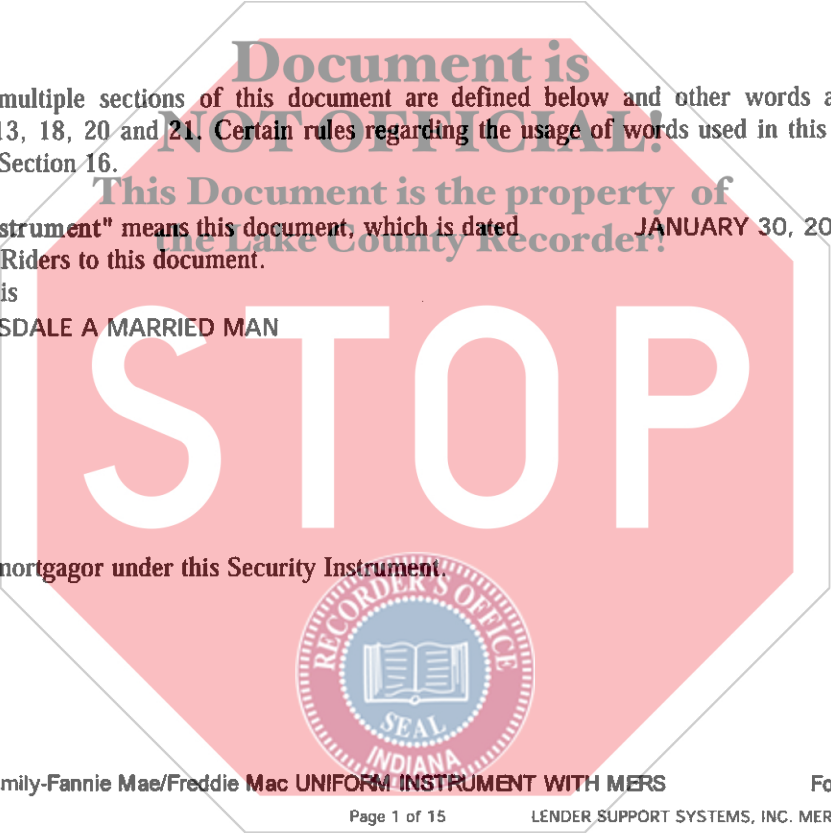 Document is
multiple sections of this document are defined below and other words a
13, 18, 20 and 21. Certain rules regarding the usage of words used in this
NOT OFFICIAL!
Section 16.
This Document is the property of
strument" means this document, which is dated JANUARY 30, 20
the Lake County Recorder!
Riders to this document.
is
SDALE A MARRIED MAN
STOP
mortgagor under this Security Instrument.
RECORDER'S OFFICE
SEAL
INDIANA
mily-Fannie Mae/Freddie Mac UNIFORM INSTRUMENT WITH MERS Fo
Page 1 of 15 LENDER SUPPORT SYSTEMS, INC. MER